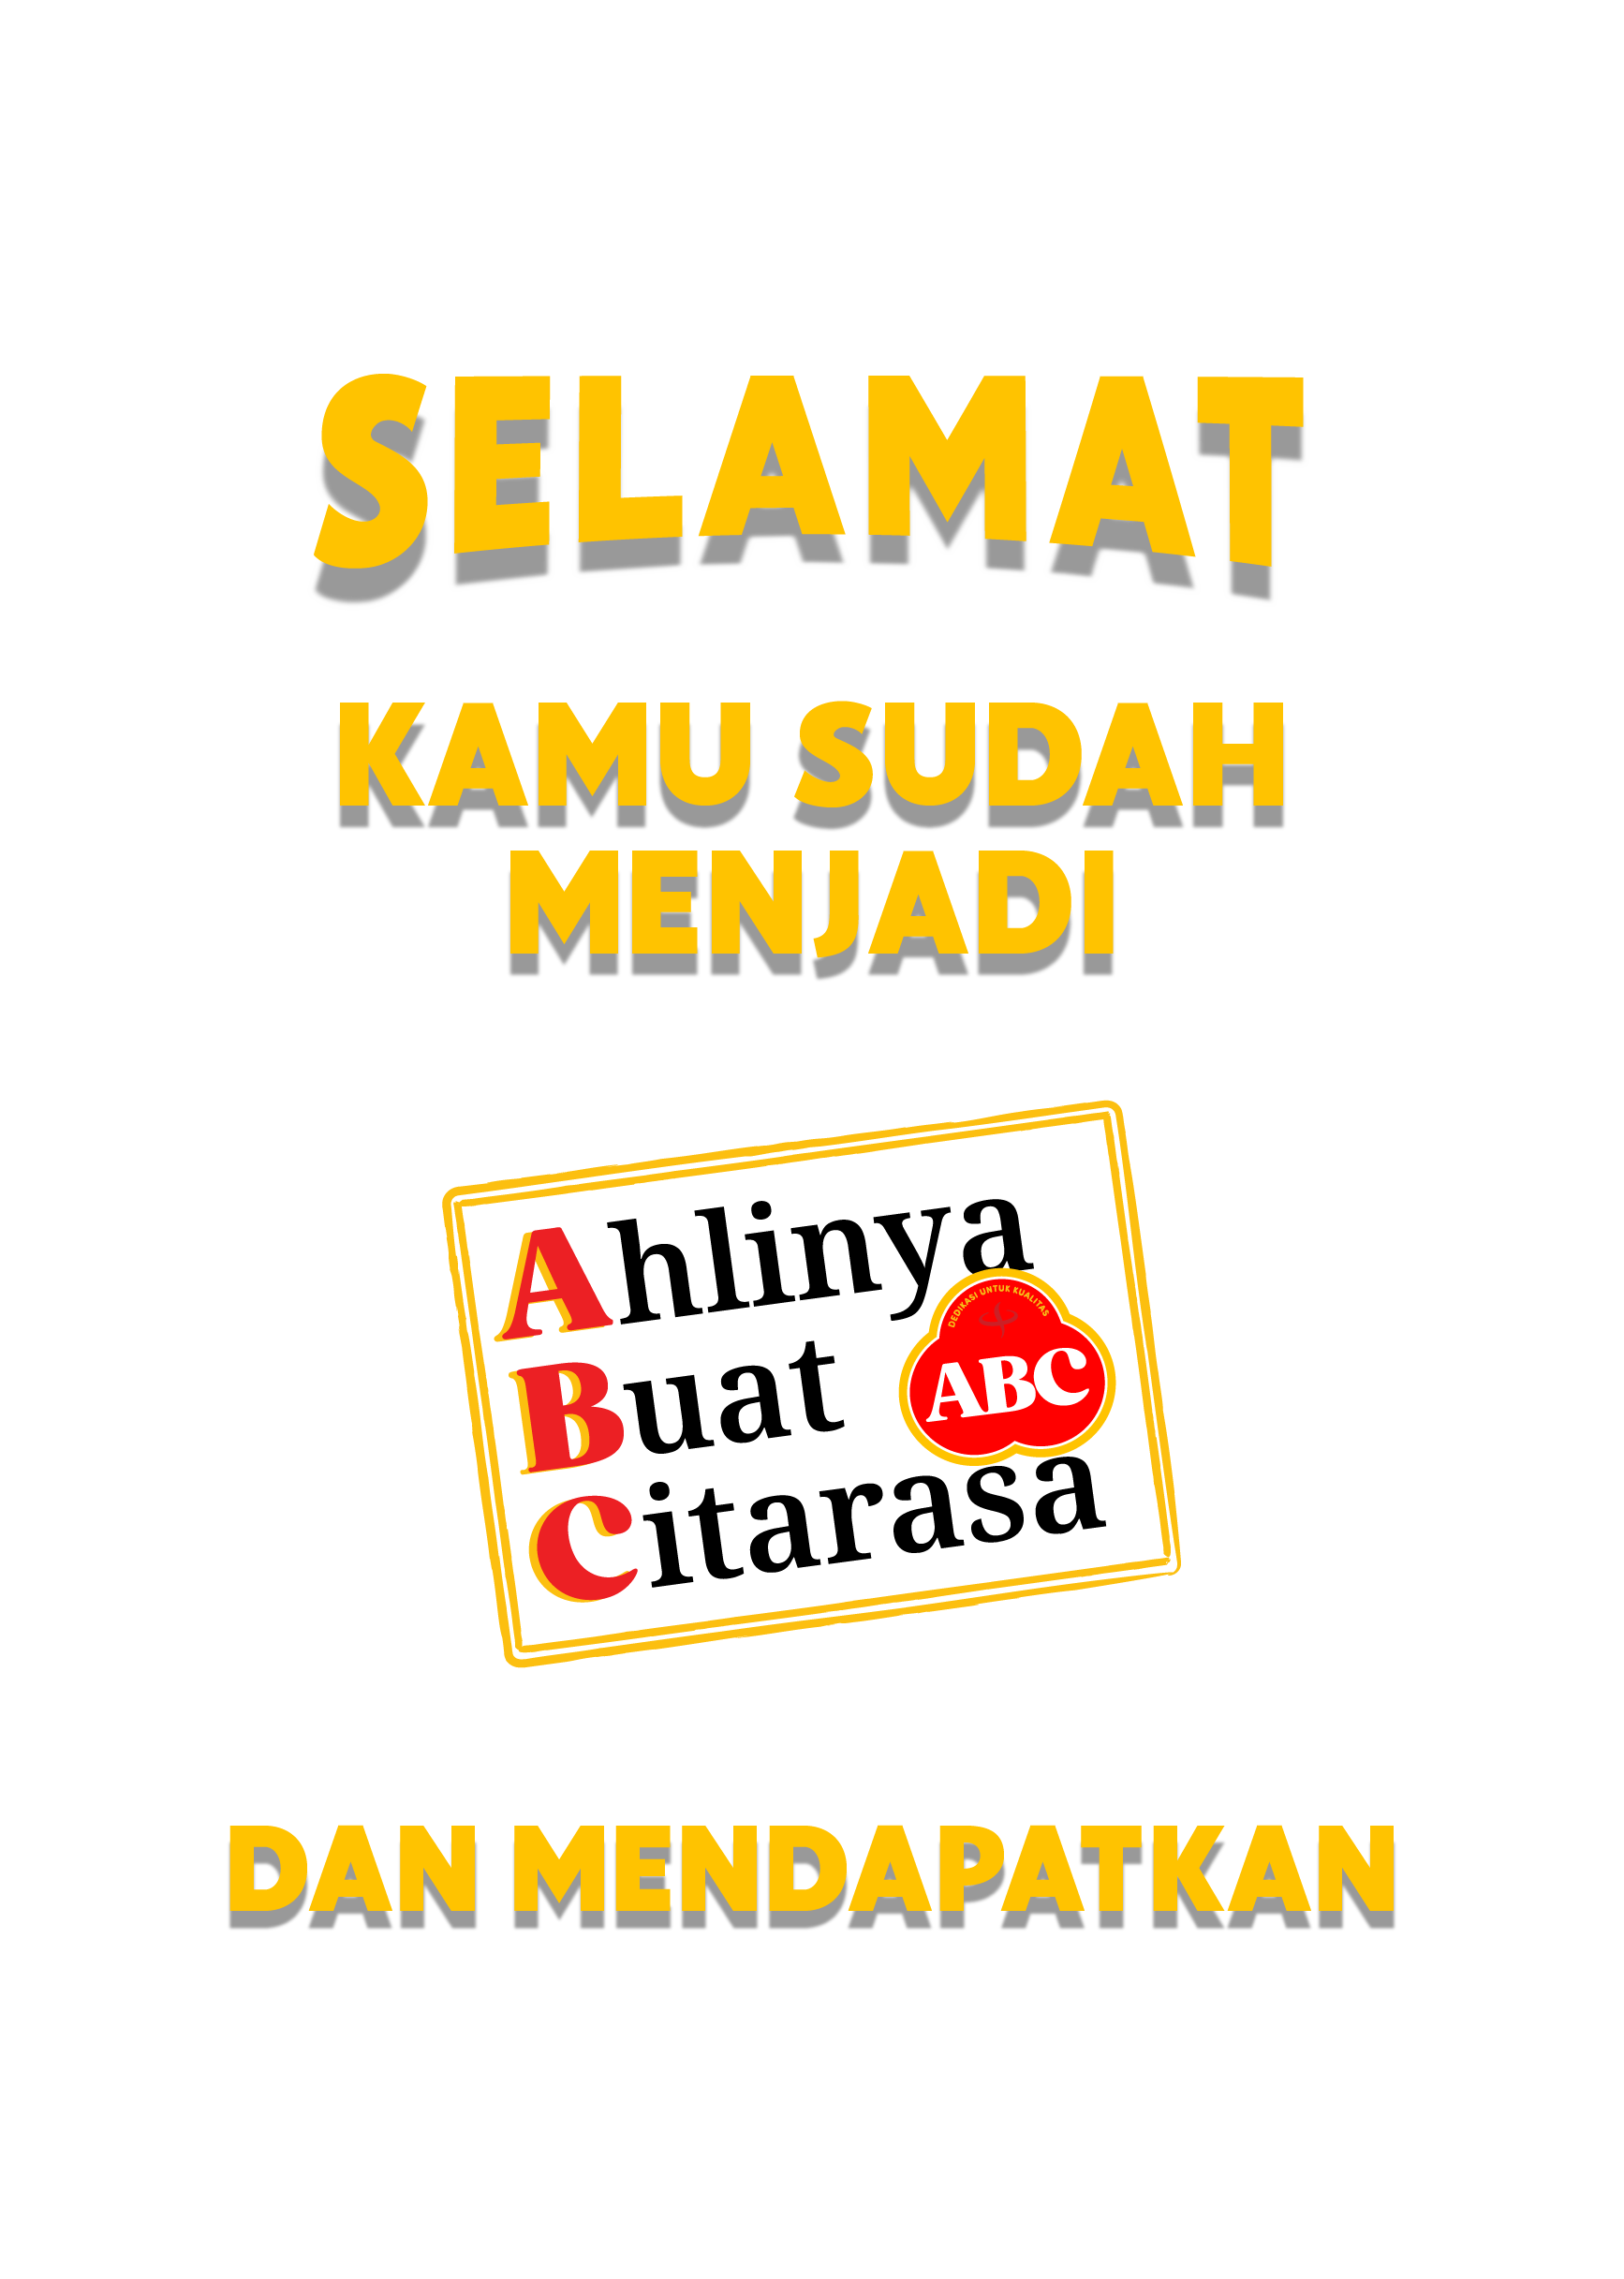 SELAMAT
KAMU SUDAH
MENJADI
Ahlinya
DEDIKASI UNTUK KUALITAS
Buat
ABC
Citarasa
DAN MENDAPATKAN